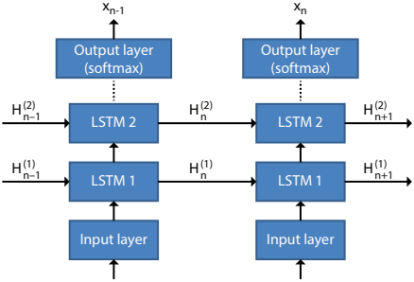 x_{n-1} x_n
Output layer
(softmax)
Output layer
(softmax)
H_{n-1}^{(2)} LSTM 2 H_n^{(2)} LSTM 2 H_{n+1}^{(2)}
H_{n-1}^{(1)} LSTM 1 H_n^{(1)} LSTM 1 H_{n+1}^{(1)}
Input layer Input layer